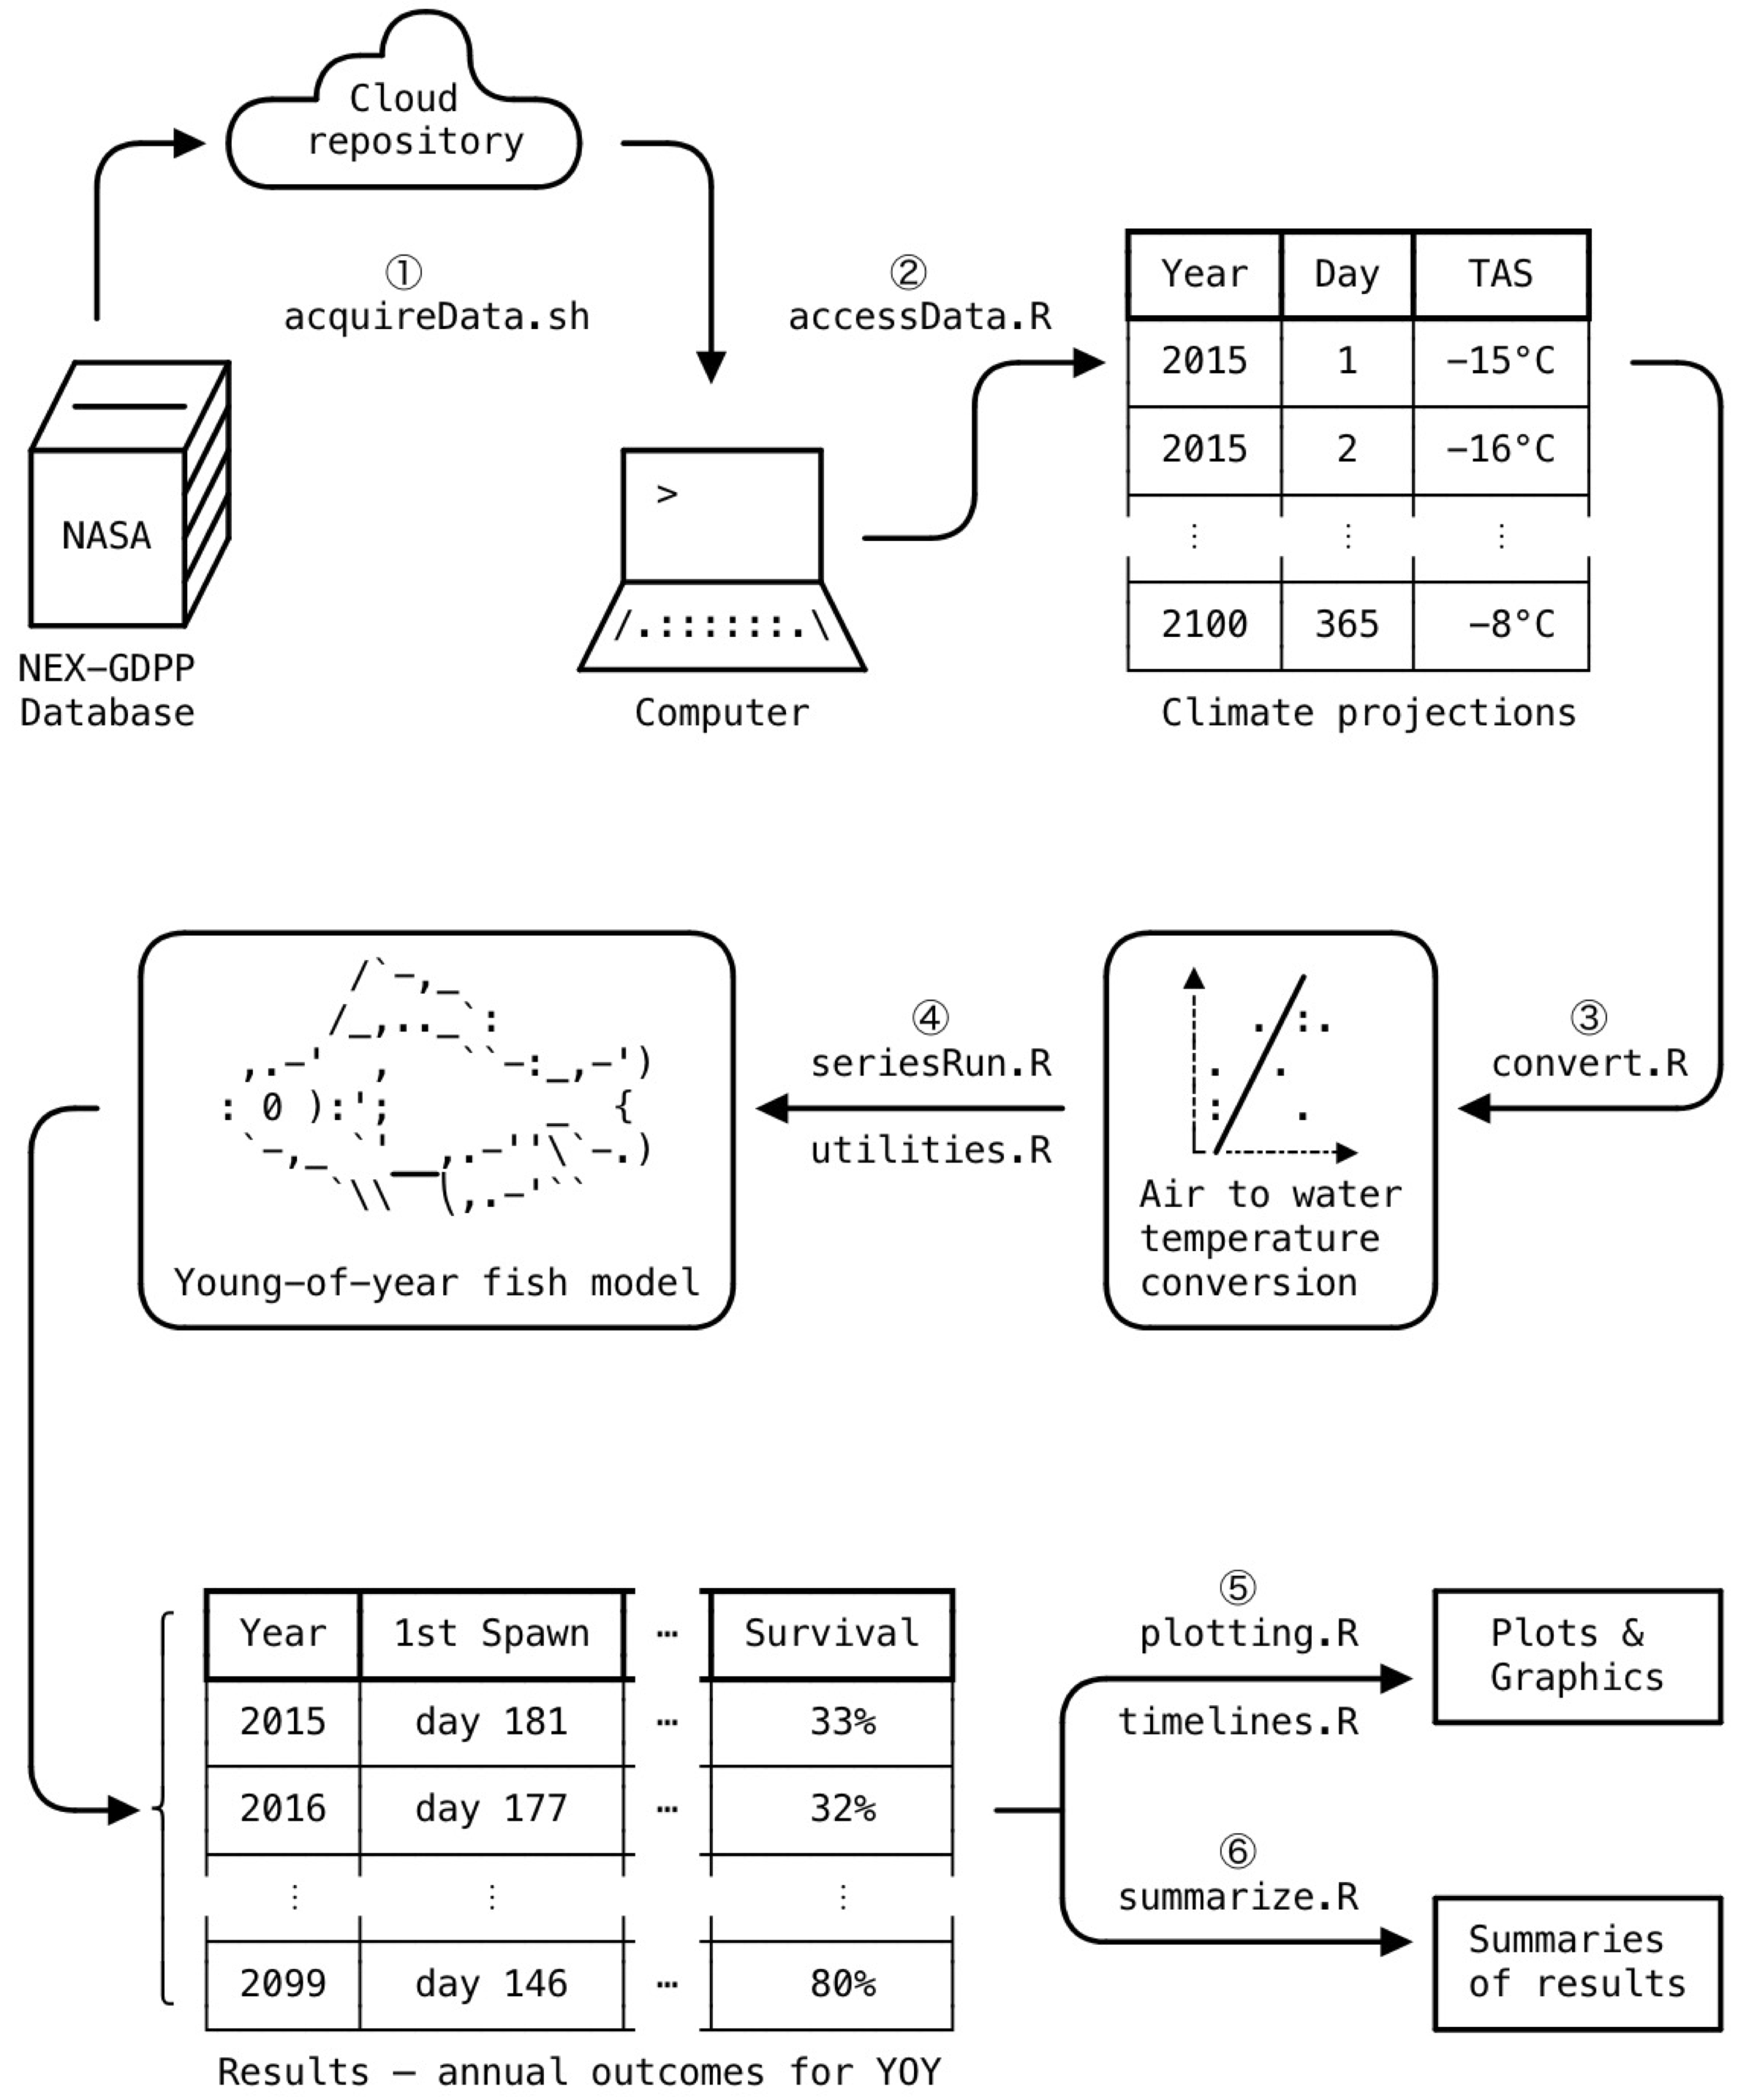 Cloud
repository
①
acquireData.sh
②
accessData.R
NASA
NEX–GDPP
Database
>
/.::::::.\
Computer
Year Day TAS
2015 1 −15°C
2015 2 −16°C
⋮ ⋮ ⋮
2100 365 −8°C
Climate projections
③
convert.R
Air to water
temperature
conversion
④
seriesRun.R
utilities.R
Young–of–year fish model
Year 1st Spawn … Survival
2015 day 181 … 33%
2016 day 177 … 32%
⋮ ⋮ ⋮
2099 day 146 … 80%
Results – annual outcomes for YOY
⑤
plotting.R
timelines.R
Plots &
Graphics
⑥
summarize.R
Summaries
of results